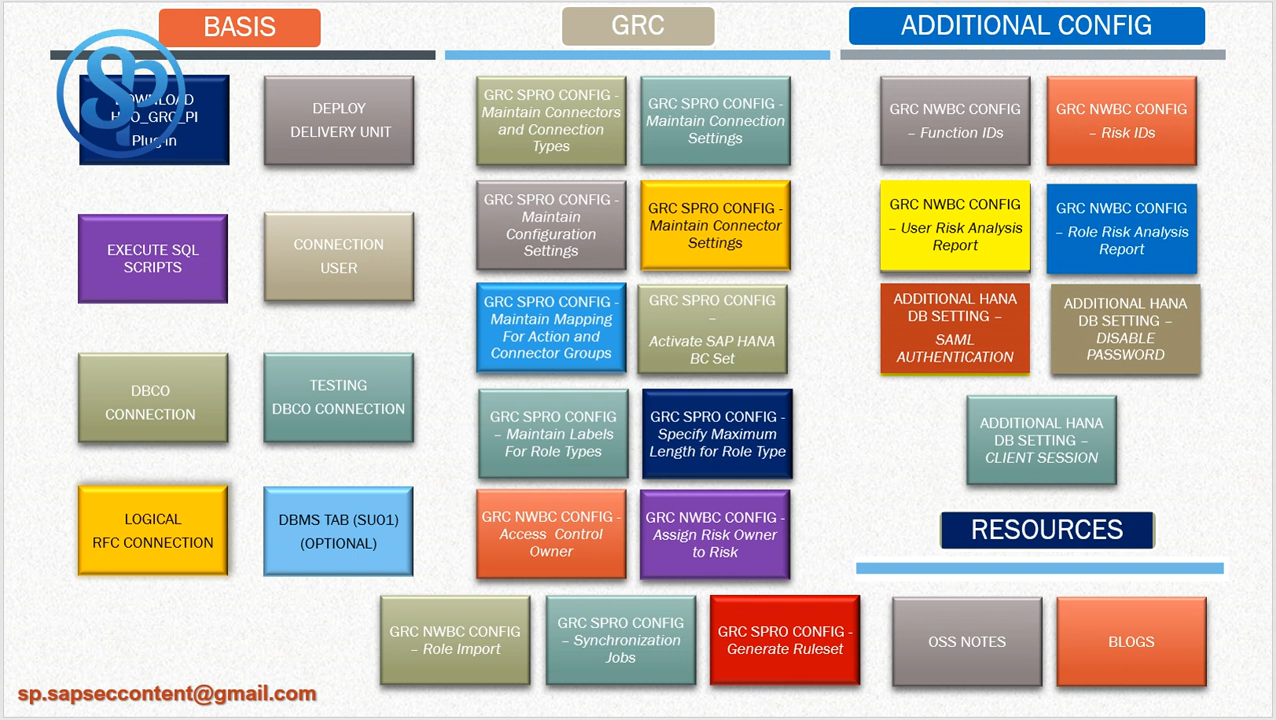 BASIS
DOWNLOAD
HCO_GRC_PI
Plug-in
DEPLOY
DELIVERY UNIT
EXECUTE SQL
SCRIPTS
CONNECTION
USER
DBCO
CONNECTION
TESTING
DBCO CONNECTION
LOGICAL
RFC CONNECTION
DBMS TAB (SU01)
(OPTIONAL)
GRC
GRC SPRO CONFIG -
Maintain Connectors
and Connection
Types
GRC SPRO CONFIG -
Maintain Connection
Settings
GRC SPRO CONFIG -
Maintain
Configuration
Settings
GRC SPRO CONFIG -
Maintain Connector
Settings
GRC SPRO CONFIG -
Maintain Mapping
For Action and
Connector Groups
GRC SPRO CONFIG
–
Activate SAP HANA
BC Set
GRC SPRO CONFIG
– Maintain Labels
For Role Types
GRC SPRO CONFIG -
Specify Maximum
Length for Role Type
GRC NWBC CONFIG -
Access Control
Owner
GRC NWBC CONFIG -
Assign Risk Owner
to Risk
GRC NWBC CONFIG
– Role Import
GRC SPRO CONFIG
– Synchronization
Jobs
GRC SPRO CONFIG -
Generate Ruleset
ADDITIONAL CONFIG
GRC NWBC CONFIG
– Function IDs
GRC NWBC CONFIG
– Risk IDs
GRC NWBC CONFIG
– User Risk Analysis
Report
GRC NWBC CONFIG
– Role Risk Analysis
Report
ADDITIONAL HANA
DB SETTING –
SAML
AUTHENTICATION
ADDITIONAL HANA
DB SETTING –
DISABLE
PASSWORD
ADDITIONAL HANA
DB SETTING –
CLIENT SESSION
RESOURCES
OSS NOTES
BLOGS
sp.sapseccontent@gmail.com